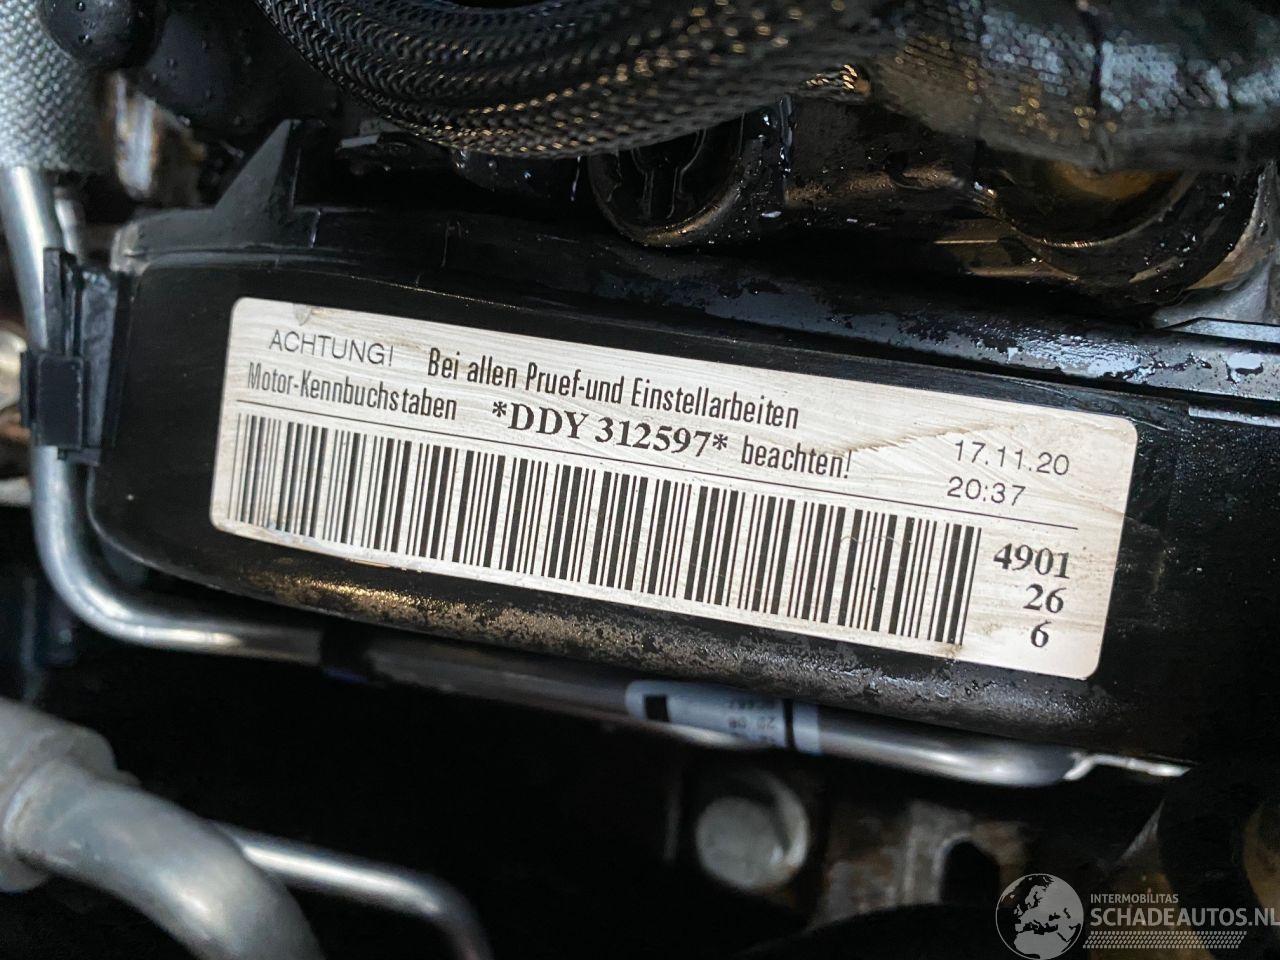 ACHTUNG! Bei allen Pruef-und Einstellarbeiten
Motor-Kennbuchstaben *DDY 312597* beachten!
17.11.20
20:37
4901
26
6
INTERMOBILITAS
SCHADEAUTOS.NL